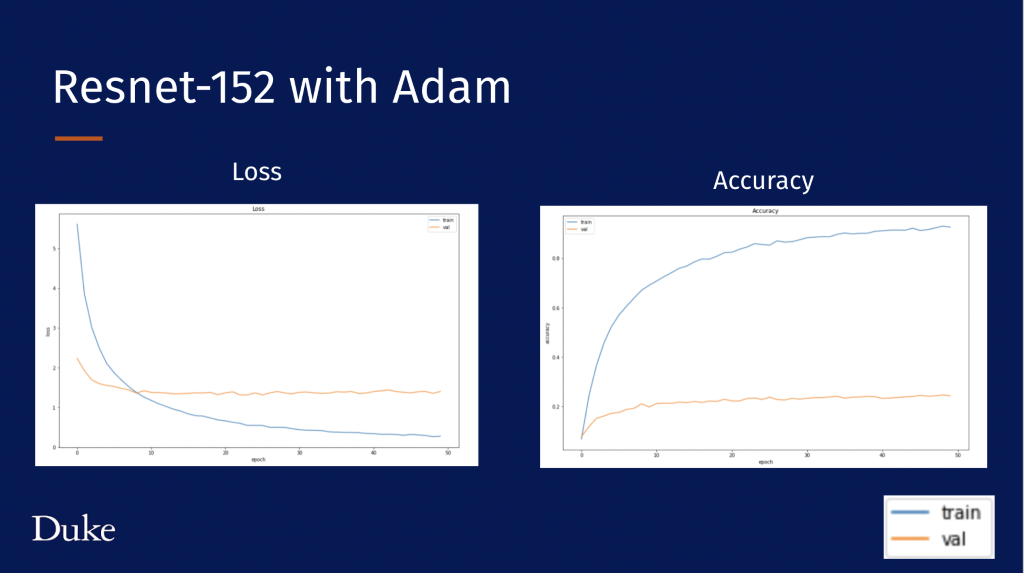 Resnet-152 with Adam
Loss
Accuracy
Loss
train
val
5
4
3
2
1
0
loss
0
10
20
30
40
50
epoch
Accuracy
train
val
0.8
0.6
0.4
0.2
accuracy
0
10
20
30
40
50
epoch
Duke
train
val